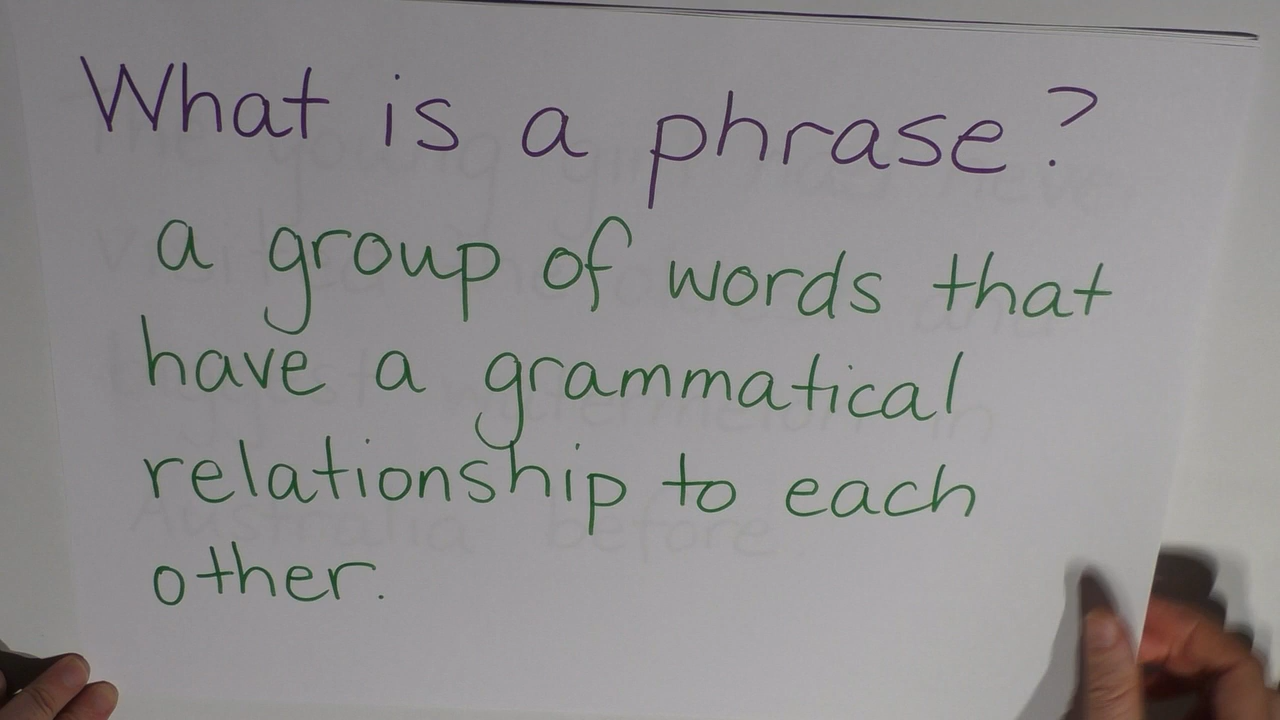 What is a phrase?
a group of words that
have a grammatical
relationship to each
other.